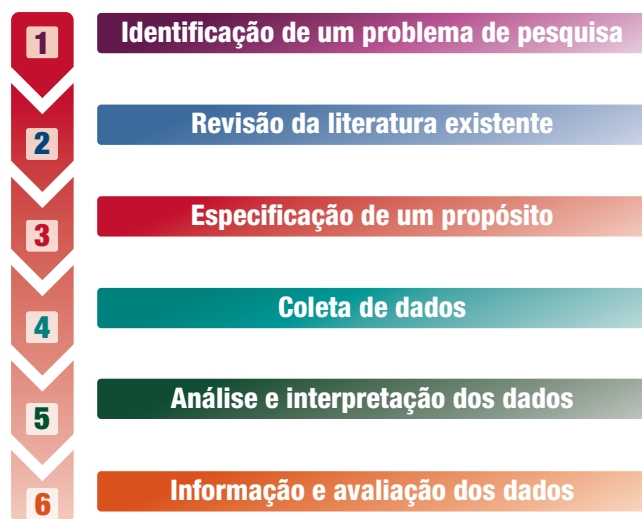 1
Identificação de um problema de pesquisa
2
Revisão da literatura existente
3
Especificação de um propósito
4
Coleta de dados
5
Análise e interpretação dos dados
6
Informação e avaliação dos dados